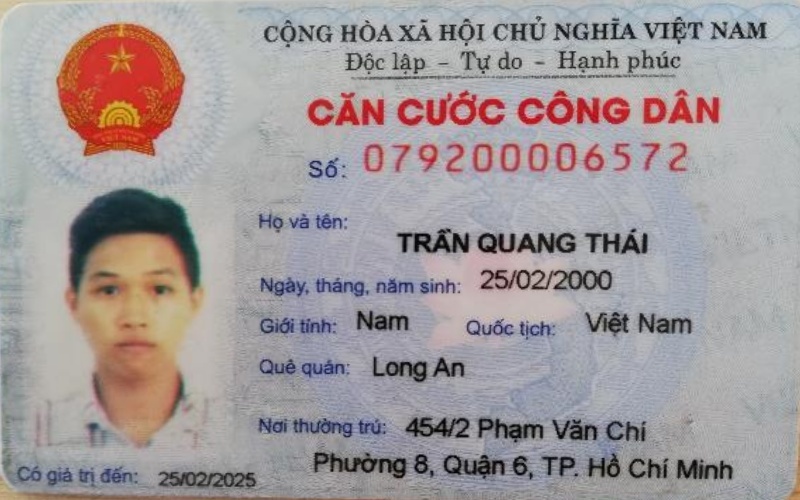 CỘNG HÒA XÃ HỘI CHỦ NGHĨA VIỆT NAM
Độc lập – Tự do – Hạnh phúc
CĂN CƯỚC CÔNG DÂN
Số: 079200006572
Họ và tên:
TRẦN QUANG THÁI
Ngày, tháng, năm sinh: 25/02/2000
Giới tính: Nam Quốc tịch: Việt Nam
Quê quán: Long An
Nơi thường trú: 454/2 Phạm Văn Chí
Phường 8, Quận 6, TP. Hồ Chí Minh
Có giá trị đến: 25/02/2025
VIỆT NAM